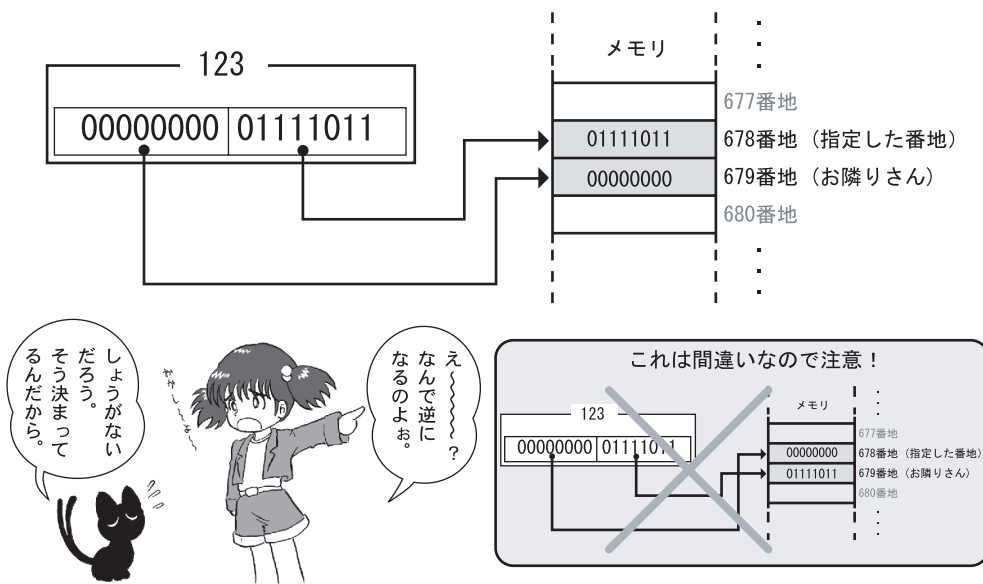 123
00000000 01111011
メモリ
677番地
01111011 678番地（指定した番地）
00000000 679番地（お隣りさん）
680番地
え〜〜〜〜〜？
なんで逆に
なるのよぉ。
おかし〜よ〜
しょうがない
だろう。
そう決まって
るんだから。
これは間違いなので注意！
123
00000000 01111011
メモリ
677番地
00000000 678番地（指定した番地）
01111011 679番地（お隣りさん）
680番地